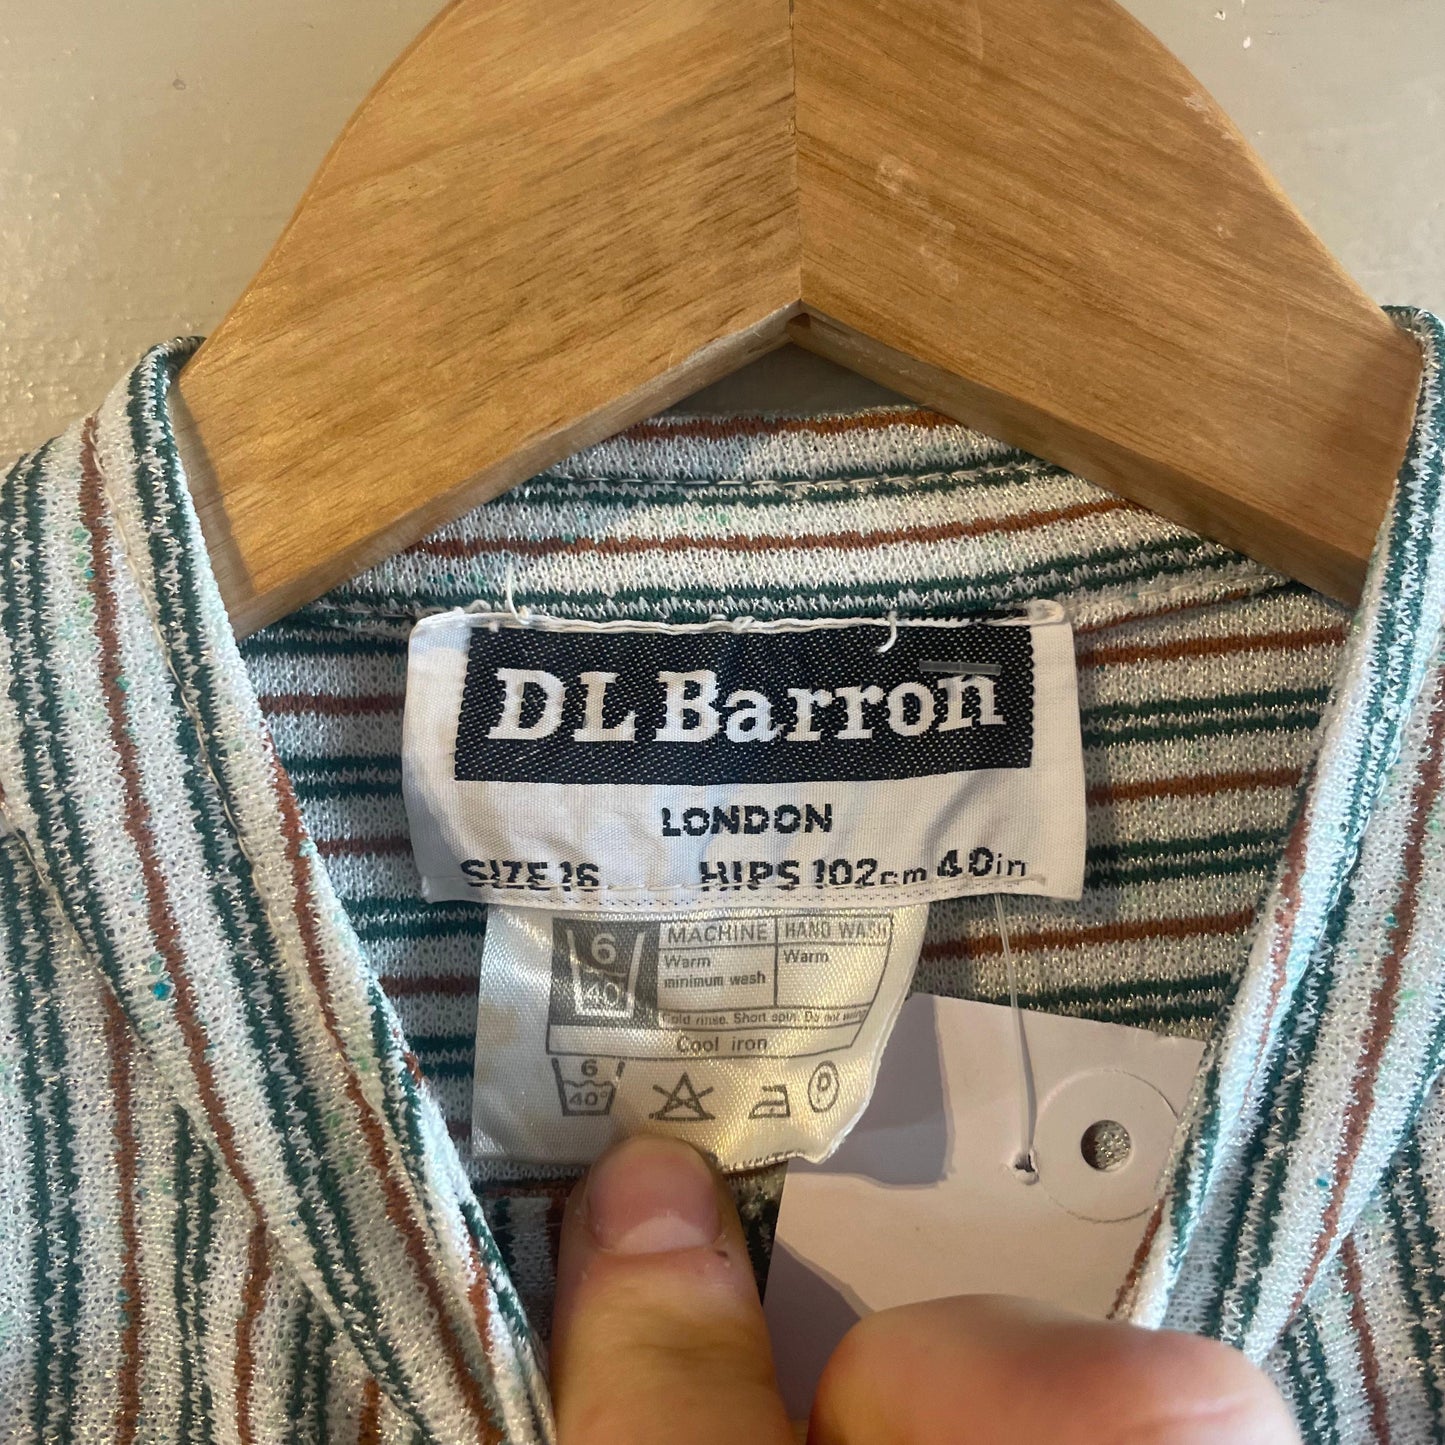 DL Barron
LONDON
SIZE 16 HIPS 102cm 40in
6 MACHINE HAND WASH
40 Warm Warm
minimum wash
Cold rinse. Short spin. Do not wring
Cool iron
6
40° P